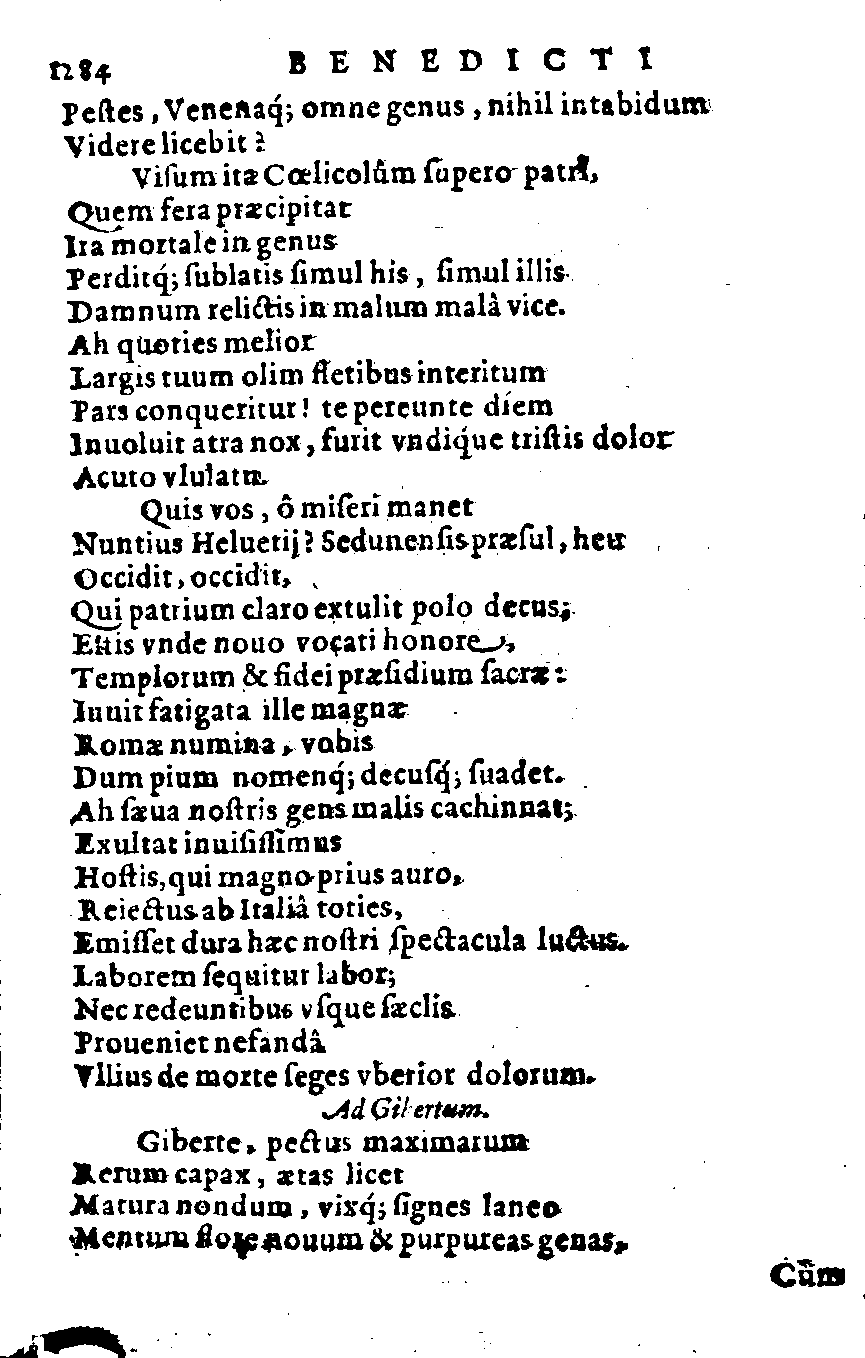 1284 BENEDICTI
Peſtes, Venenaq́; omne genus, nihil intabidum
Videre licebit?
Viſum ita Cœlicolûm ſupero patri,
Quem fera præcipitat
Ira mortale in genus
Perditq́; ſublatis ſimul his, ſimul illis
Damnum relictis in malum malâ vice.
Ah quoties melior
Largis tuum olim fletibus interitum
Pars conqueritur! te pereunte diem
Inuoluit atra nox, furit vndiq́ue triſtis dolor
Acuto vlulatu.
Quis vos, ô miſeri manet
Nuntius Heluetij? Sedunenſis præſul, heu
Occidit, occidit,
Qui patrium claro extulit polo decus;
Eſtis vnde nouo vocati honore,
Templorum & fidei præſidium ſacræ:
Iuuit fatigata ille magnæ
Romæ numina, vobis
Dum pium nomenq́; decuſq́; ſuadet.
Ah ſæua noſtris gens malis cachinnat;
Exultat inuiſiſſimus
Hoſtis, qui magno prius auro,
Reiectus ab Italiâ toties,
Emiſſet dura hæc noſtri ſpectacula luctus.
Laborem ſequitur labor;
Nec redeuntibus vſque ſæclis
Proueniet nefandâ
Vllius de morte ſeges vberior dolorum.
Ad Gibertum.
Giberte, pectus maximarum
Rerum capax, ætas licet
Matura nondum, vixq́; ſignes laneo
Mentum flore nouum & purpureas genas,
Cùm